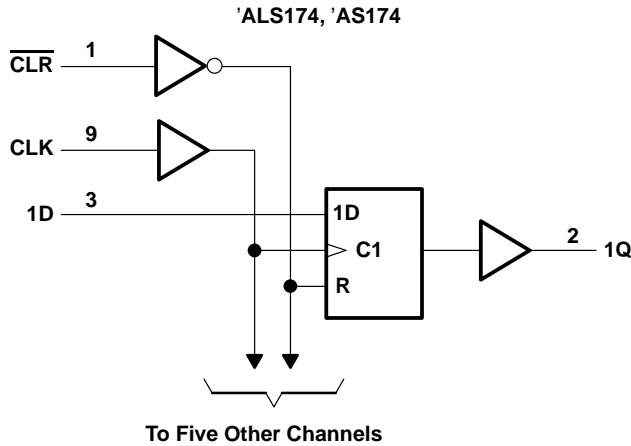 ’ALS174, ’AS174
CLR 1
CLK 9
1D 3
1D
C1
R
2 1Q
To Five Other Channels